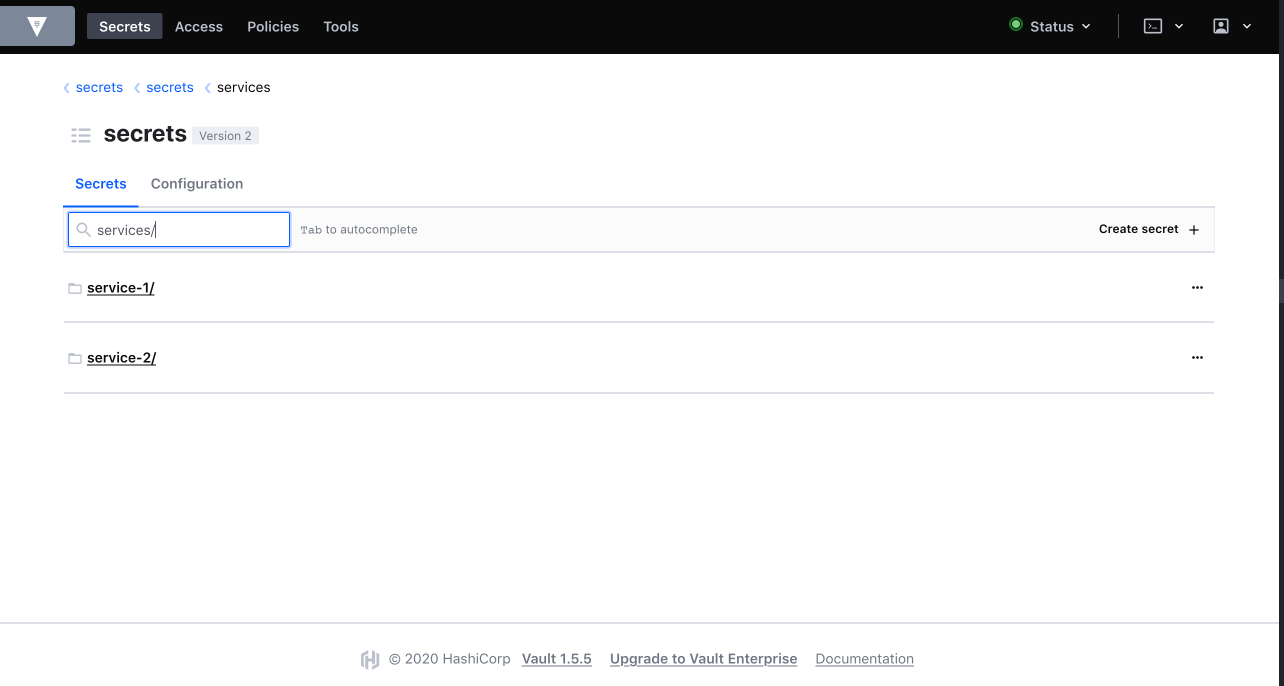 Secrets Access Policies Tools Status
secrets secrets services
secrets Version 2
Secrets Configuration
services/ Tab to autocomplete Create secret +
service-1/ •••
service-2/ •••
© 2020 HashiCorp Vault 1.5.5 Upgrade to Vault Enterprise Documentation